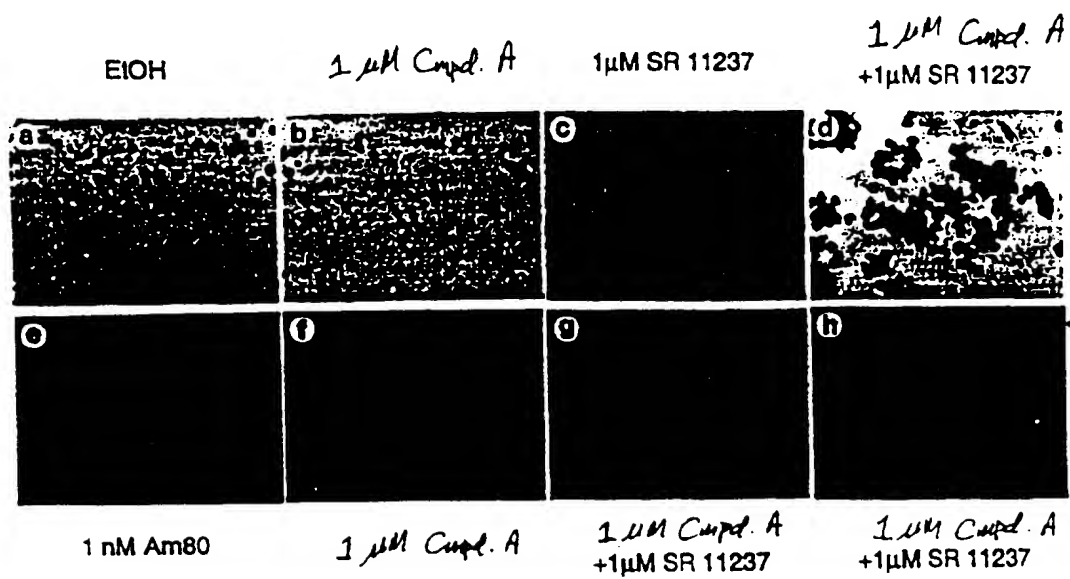 EtOH
1 µM Cmpd. A
1µM SR 11237
1 µM Cmpd. A
+1µM SR 11237
a
b
c
d
e
f
g
h
1 nM Am80
1 µM Cmpd. A
1 µM Cmpd. A
+1µM SR 11237
1 µM Cmpd. A
+1µM SR 11237